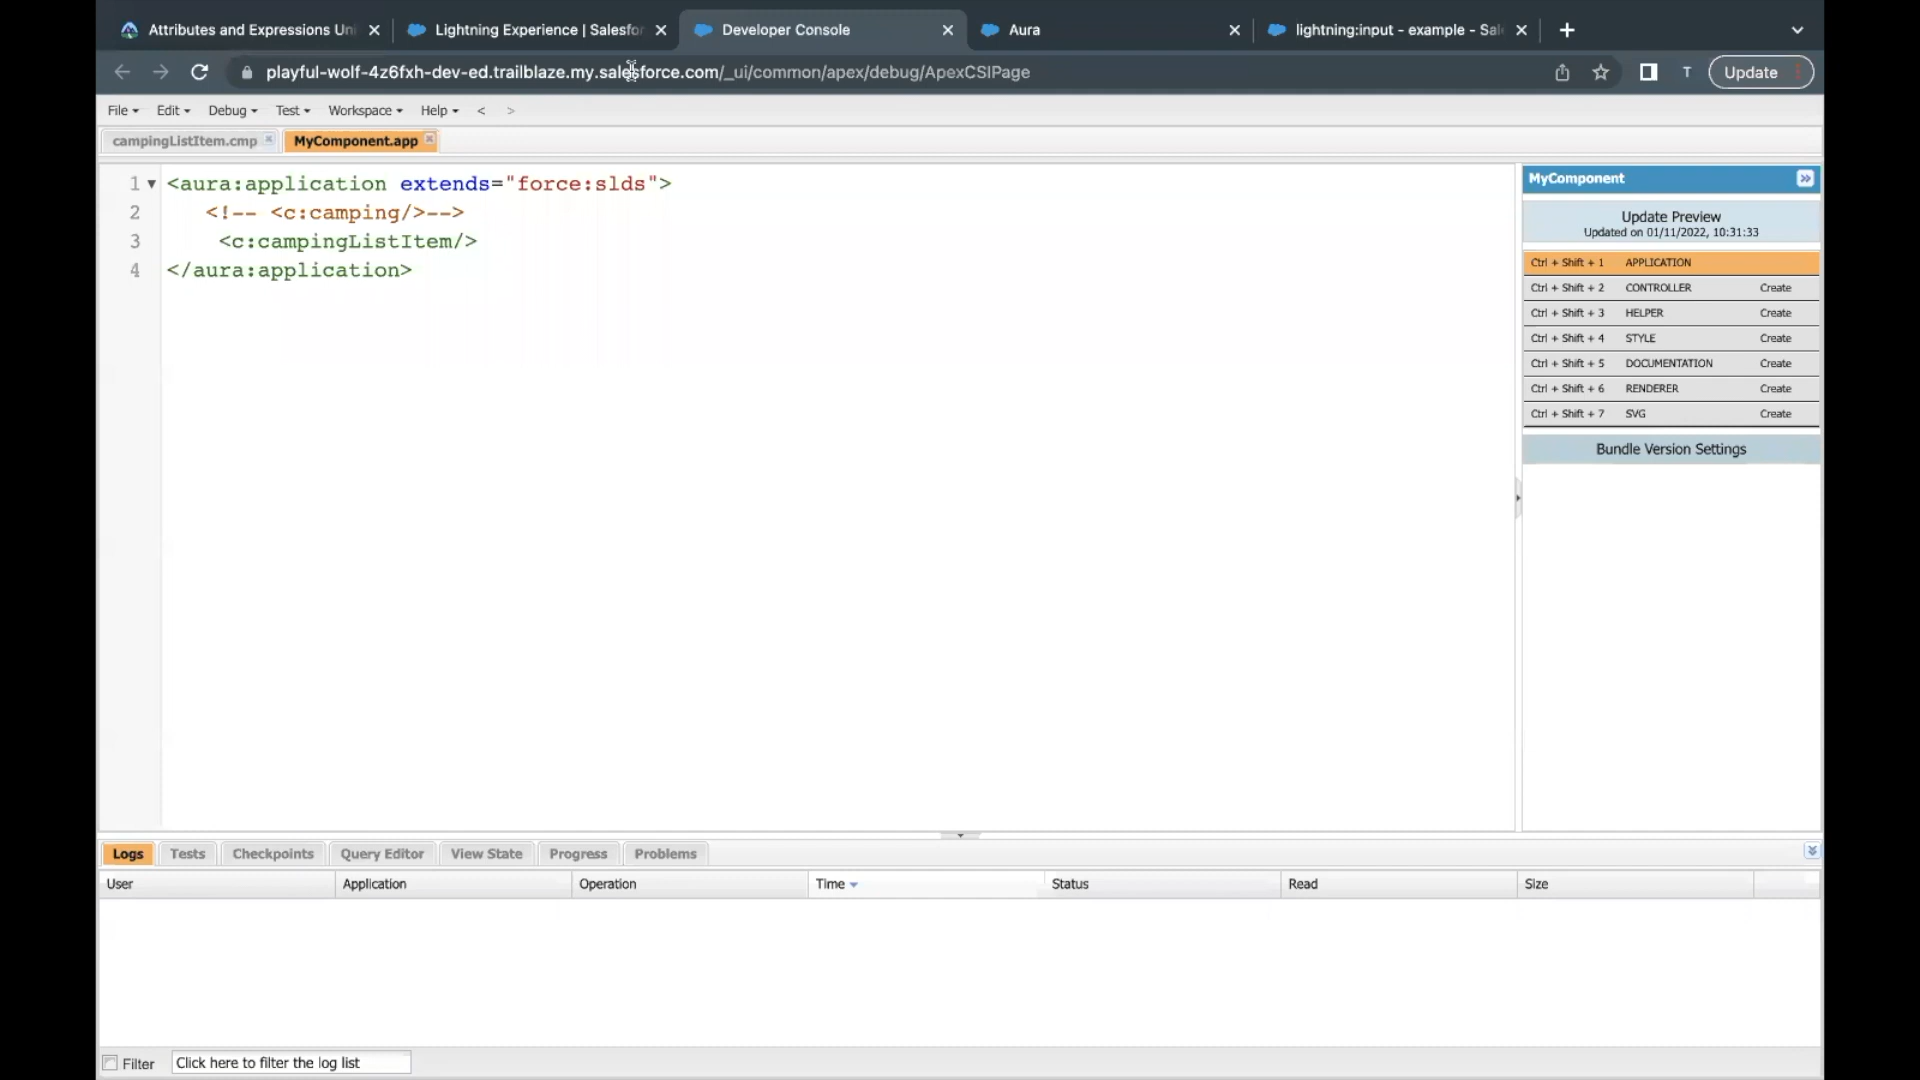 Attributes and Expressions Uni
Lightning Experience | Salesfor
Developer Console
Aura
lightning:input - example - Sal
playful-wolf-4z6fxh-dev-ed.trailblaze.my.salesforce.com/_ui/common/apex/debug/ApexCSIPage
T
Update
File
Edit
Debug
Test
Workspace
Help
<
>
campingListItem.cmp
MyComponent.app
1 <aura:application extends="force:slds">
2 <!-- <c:camping/>-->
3 <c:campingListItem/>
4 </aura:application>
MyComponent
Update Preview
Updated on 01/11/2022, 10:31:33
Ctrl + Shift + 1 APPLICATION
Ctrl + Shift + 2 CONTROLLER Create
Ctrl + Shift + 3 HELPER Create
Ctrl + Shift + 4 STYLE Create
Ctrl + Shift + 5 DOCUMENTATION Create
Ctrl + Shift + 6 RENDERER Create
Ctrl + Shift + 7 SVG Create
Bundle Version Settings
Logs
Tests
Checkpoints
Query Editor
View State
Progress
Problems
User
Application
Operation
Time
Status
Read
Size
Filter
Click here to filter the log list